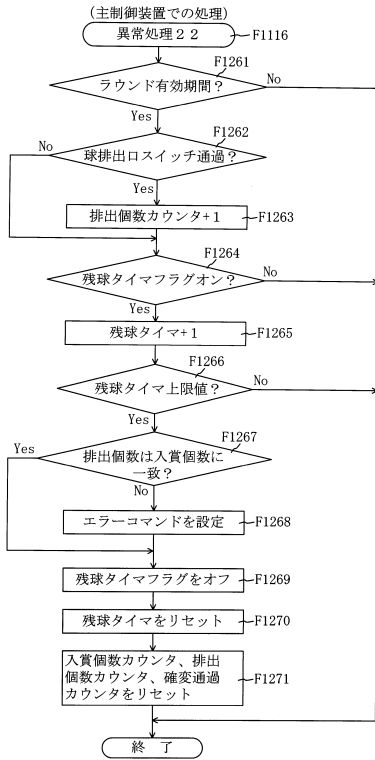 (主制御装置での処理)
異常処理22
F1116
F1261
ラウンド有効期間?
No
Yes
F1262
球排出口スイッチ通過?
No
Yes
排出個数カウンタ+1
F1263
F1264
残球タイマフラグオン?
No
Yes
残球タイマ+1
F1265
F1266
残球タイマ上限値?
No
Yes
F1267
排出個数は入賞個数に
一致?
Yes
No
エラーコマンドを設定
F1268
残球タイマフラグをオフ
F1269
残球タイマをリセット
F1270
入賞個数カウンタ、排出
個数カウンタ、確変通過
カウンタをリセット
F1271
終 了